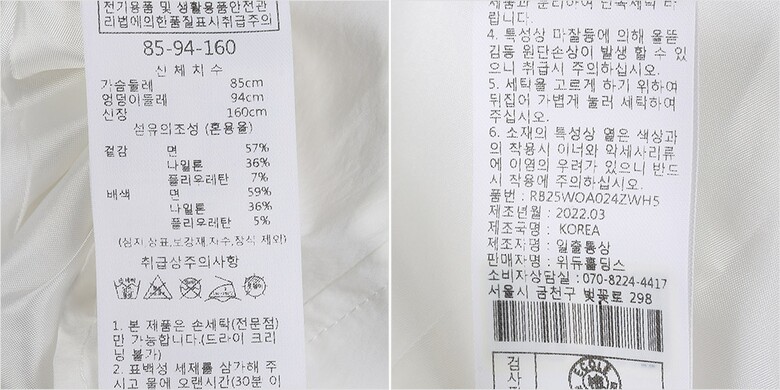 전기용품 및 생활용품안전관
리법에의한품질표시취급주의
85-94-160
신체치수
가슴둘레 85cm
엉덩이둘레 94cm
신장 160cm
섬유의조성 (혼용율)
겉감 면 57%
나일론 36%
폴리우레탄 7%
배색 면 59%
나일론 36%
폴리우레탄 5%
(심지,상표,보강재,자수,장식 제외)
취급상주의사항
1. 본 제품은 손세탁(전문점)
만 가능합니다.(드라이 크리
닝 불가)
2. 표백성 세제를 삼가해 주
시고 물에 오랜시간(30분 이
제품과 분리하여 단독세탁 바
랍니다.
4. 특성상 마찰등에 의해 올뜯
김등 원단손상이 발생 할 수 있
으니 취급시 주의하십시오.
5. 세탁을 고르게 하기 위하여
뒤집어 가볍게 눌러 세탁하여
주십시오.
6. 소재의 특성상 옅은 색상과
의 착용시 이너와 악세사리류
에 이염의 우려가 있으니 반드
시 착용에 주의하십시오.
품번 : RB25WOA024ZWH5
제조년월 : 2022.03
제조국명 : KOREA
제조자명 : 일출통상
판매자명 : 위듀홀딩스
소비자상담실 : 070-8224-4417
서울시 금천구 벚꽃로 298
검사
ECOLE